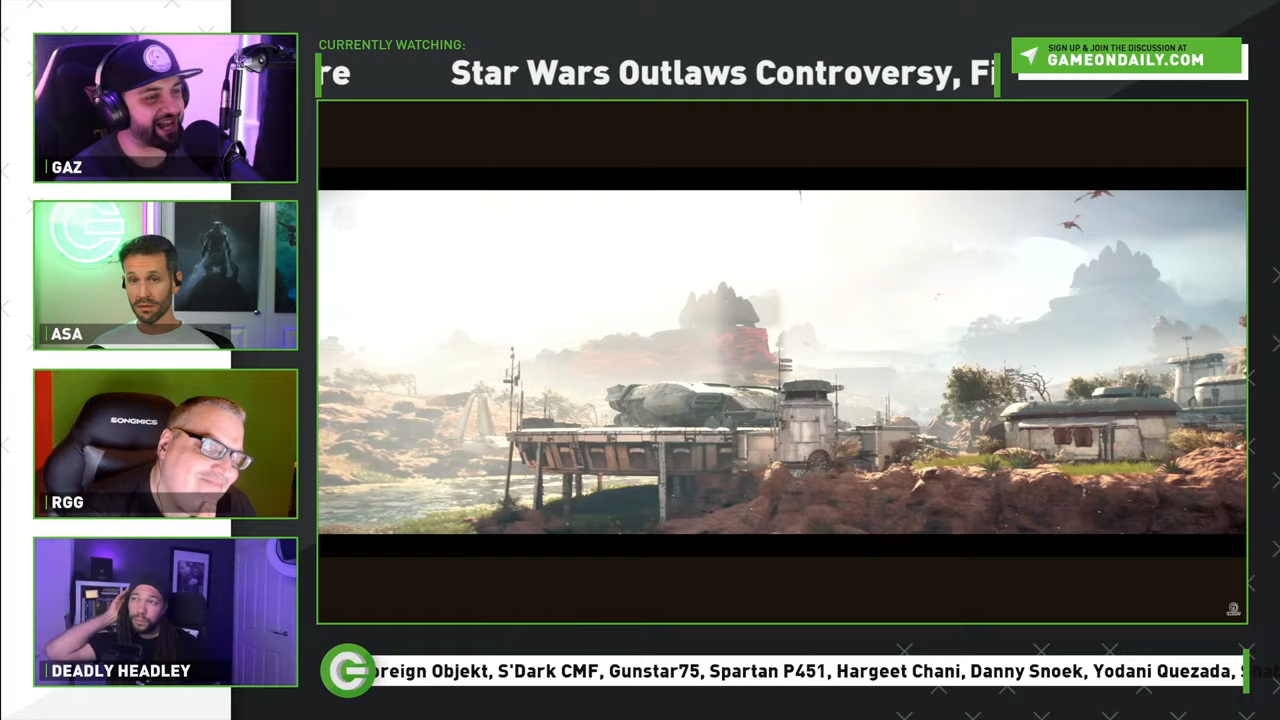 CURRENTLY WATCHING:
re Star Wars Outlaws Controversy, Fi
SIGN UP & JOIN THE DISCUSSION AT
GAMEONDAILY.COM
GAZ
ASA
SONGMICS
RGG
DEADLY HEADLEY
oreign Objekt, S'Dark CMF, Gunstar75, Spartan P451, Hargeet Chani, Danny Snoek, Yodani Quezada,